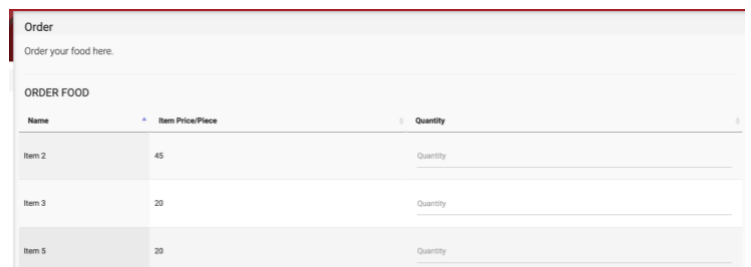 Order
Order your food here.
ORDER FOOD
Name Item Price/Piece Quantity
Item 2 45 Quantity
Item 3 20 Quantity
Item 5 20 Quantity